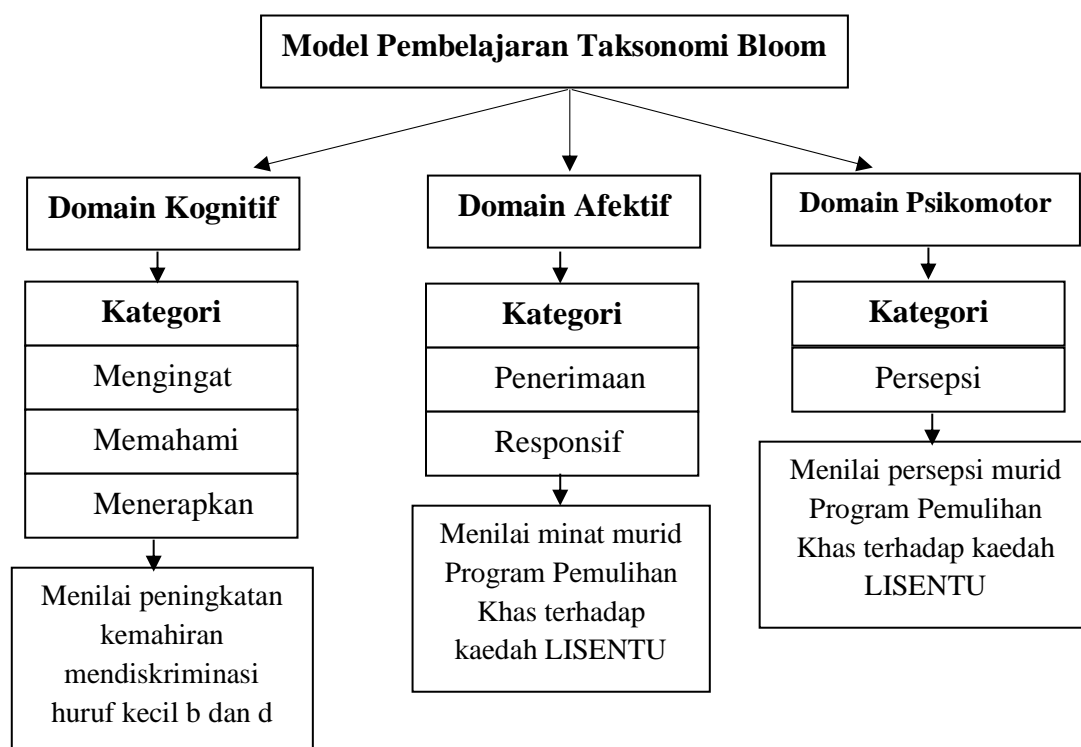 Model Pembelajaran Taksonomi Bloom
Domain Kognitif
Kategori
Mengingat
Memahami
Menerapkan
Menilai peningkatan
kemahiran
mendiskriminasi
huruf kecil b dan d
Domain Afektif
Kategori
Penerimaan
Responsif
Menilai minat murid
Program Pemulihan
Khas terhadap
kaedah LISENTU
Domain Psikomotor
Kategori
Persepsi
Menilai persepsi murid
Program Pemulihan
Khas terhadap kaedah
LISENTU